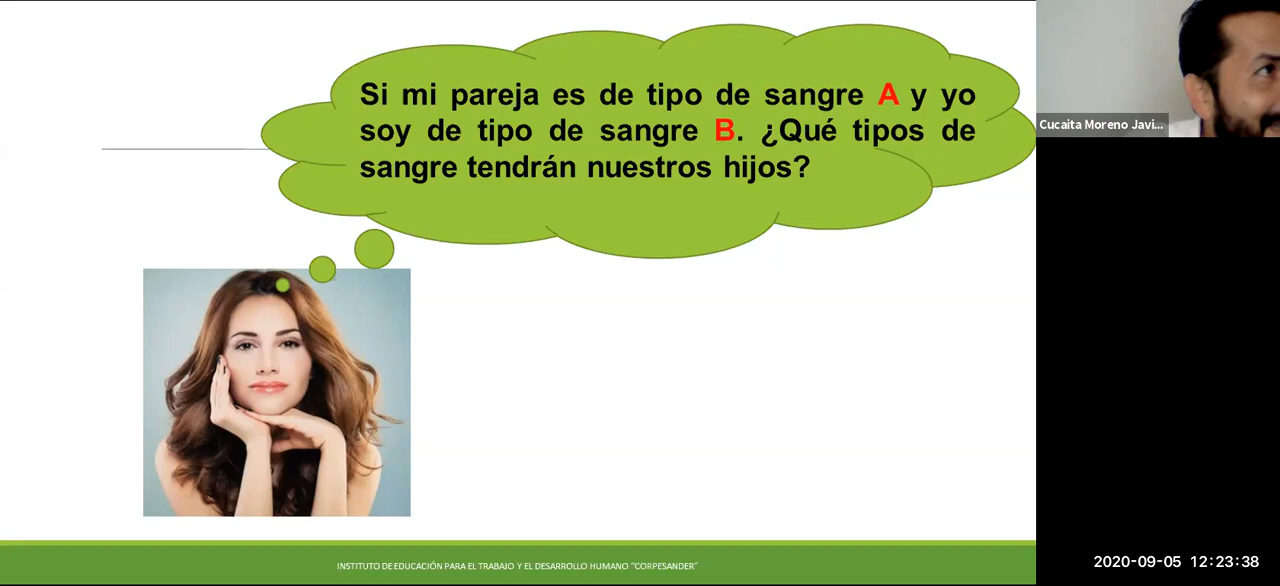 Si mi pareja es de tipo de sangre A y yo
soy de tipo de sangre B. ¿Qué tipos de
sangre tendrán nuestros hijos?
Cucaita Moreno Javi...
INSTITUTO DE EDUCACIÓN PARA EL TRABAJO Y EL DESARROLLO HUMANO "CORPESANDER"
2020-09-05 12:23:38